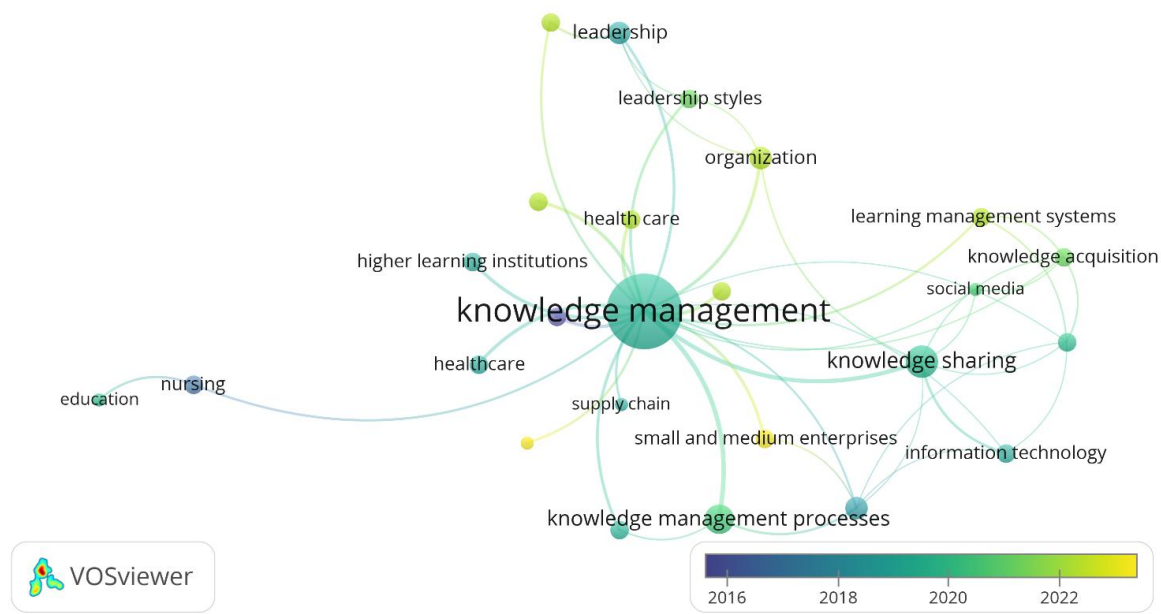 leadership
leadership styles
organization
learning management systems
health care
knowledge acquisition
higher learning institutions
social media
knowledge management
knowledge sharing
healthcare
nursing
education
supply chain
small and medium enterprises
information technology
knowledge management processes
VOSviewer
2016 2018 2020 2022